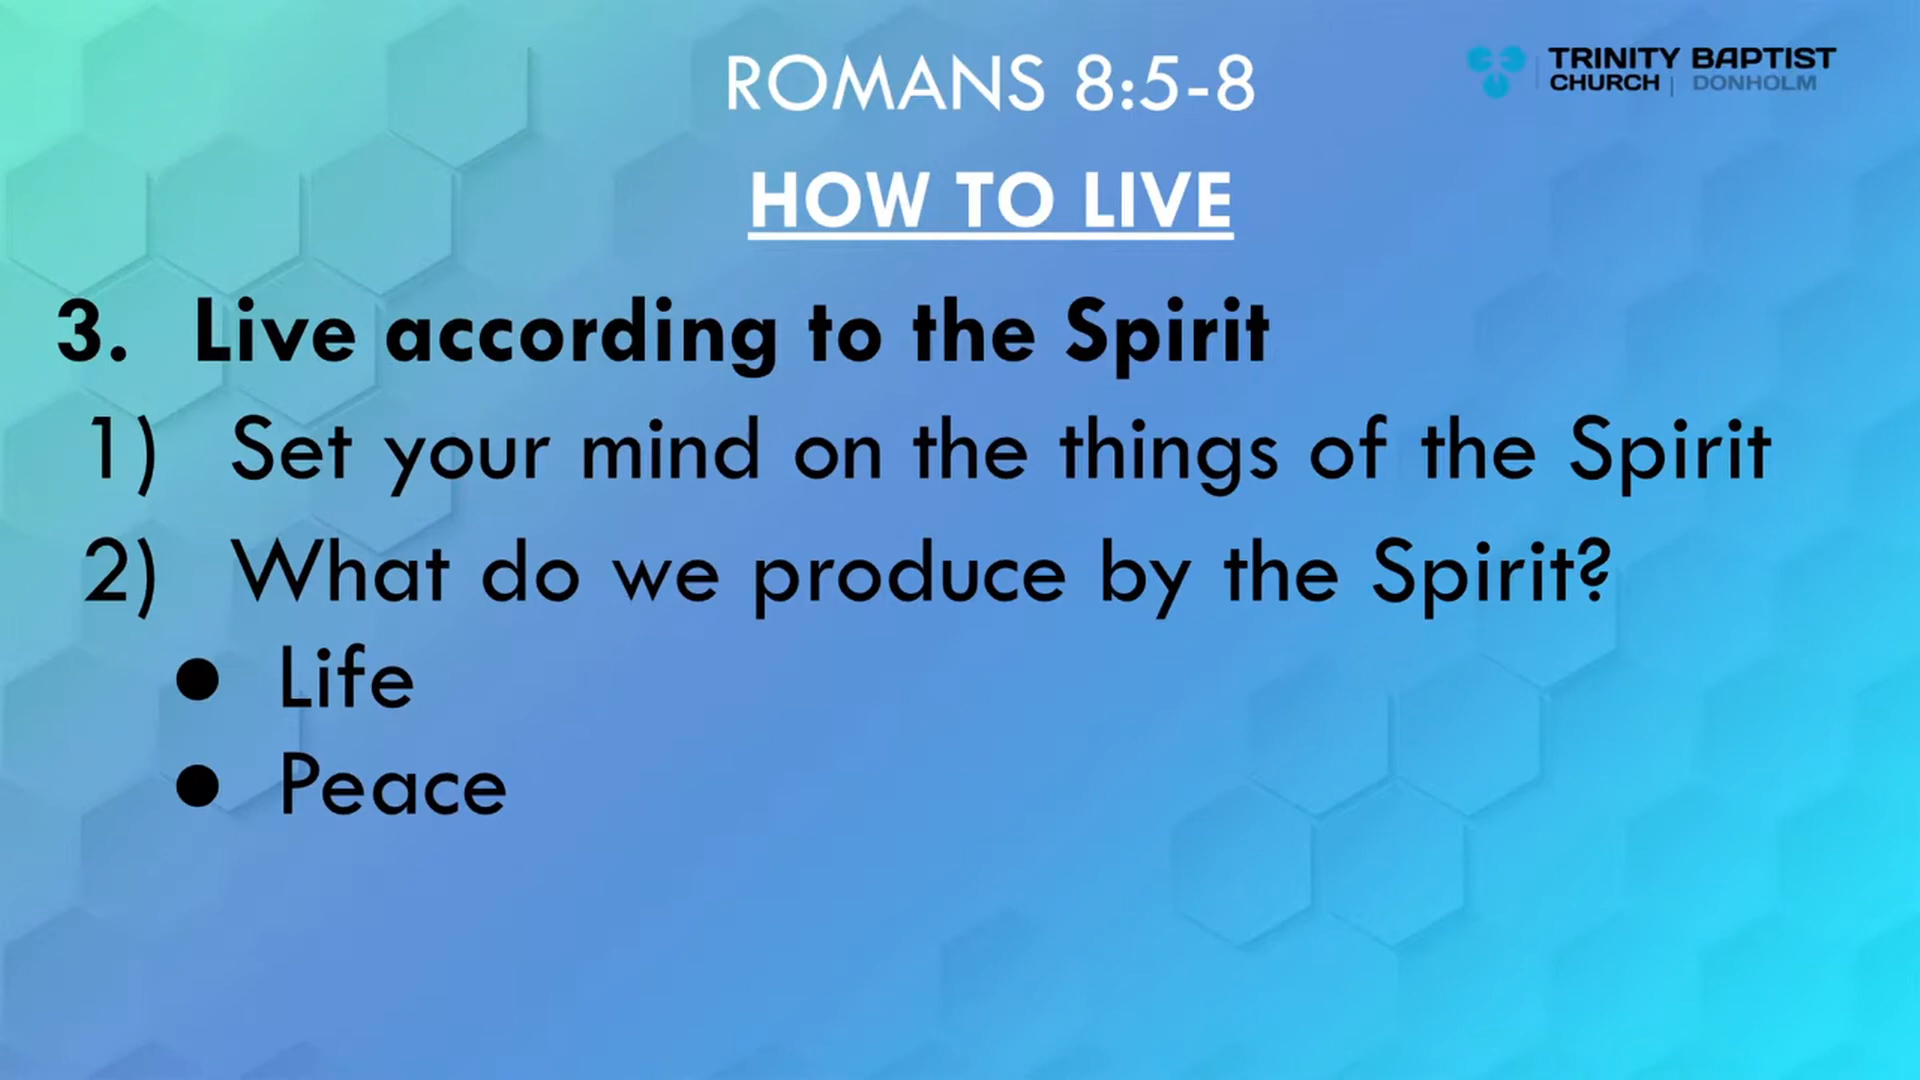 ROMANS 8:5-8
TRINITY BAPTIST
CHURCH | DONHOLM
HOW TO LIVE
3. Live according to the Spirit
1) Set your mind on the things of the Spirit
2) What do we produce by the Spirit?
● Life
● Peace